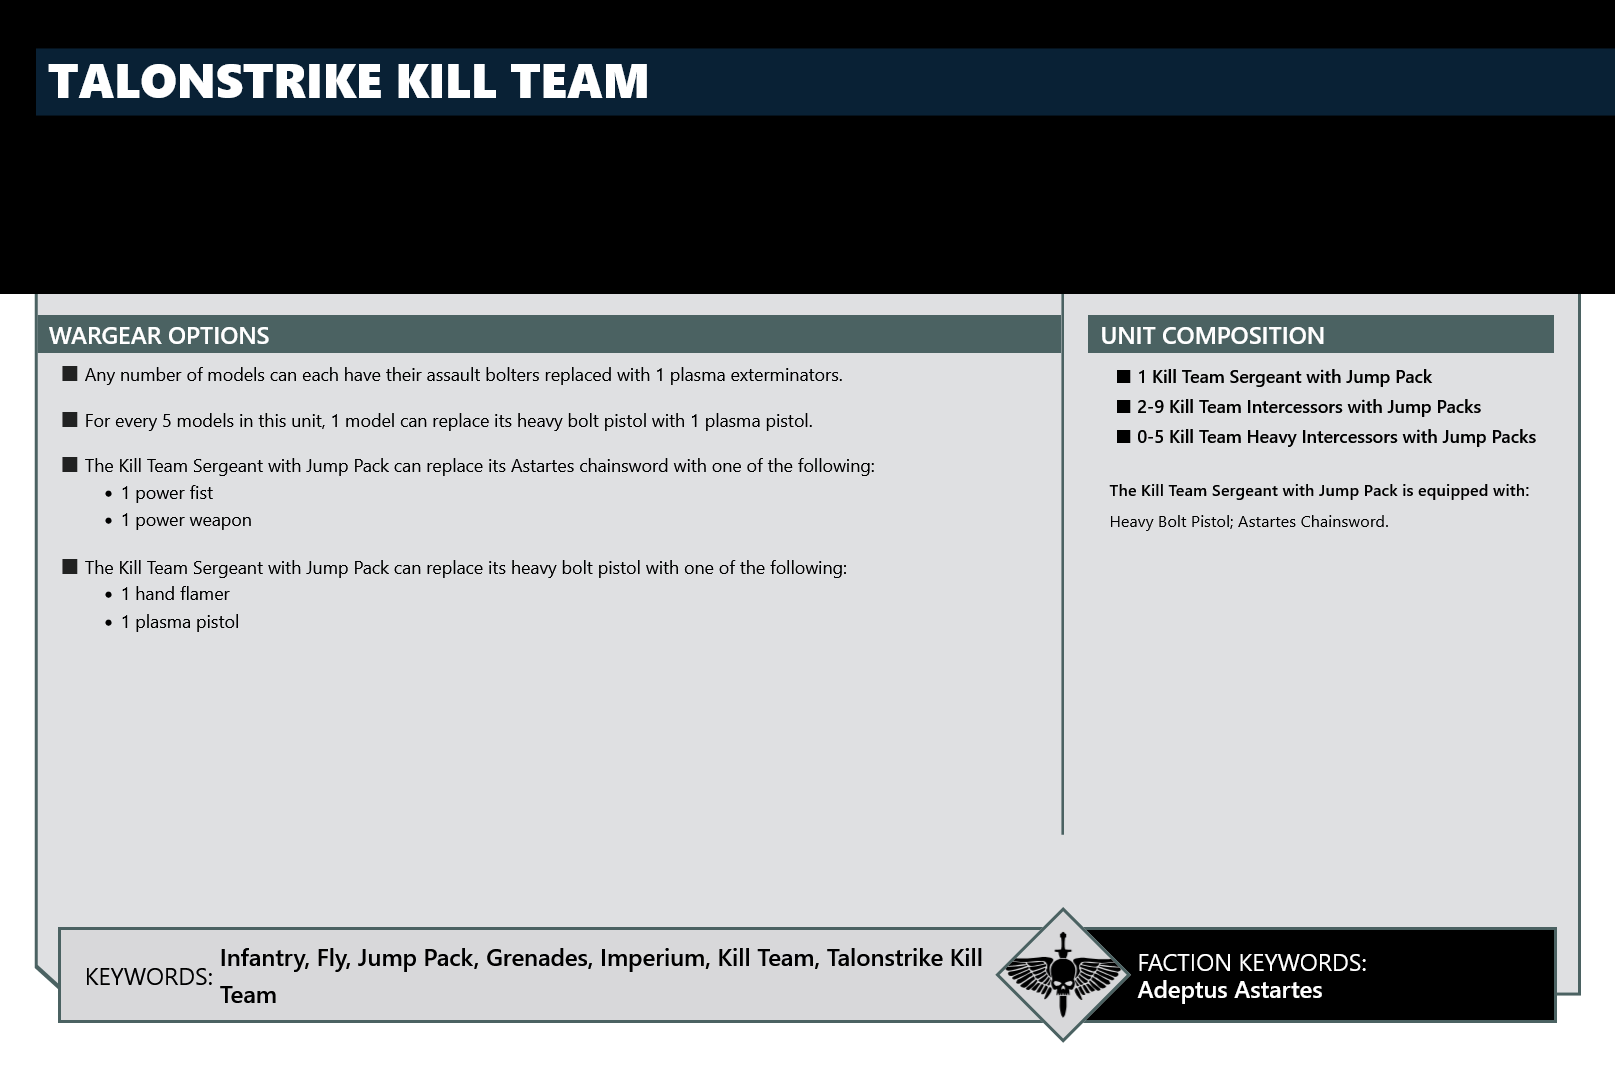 TALONSTRIKE KILL TEAM
WARGEAR OPTIONS
Any number of models can each have their assault bolters replaced with 1 plasma exterminators.
For every 5 models in this unit, 1 model can replace its heavy bolt pistol with 1 plasma pistol.
The Kill Team Sergeant with Jump Pack can replace its Astartes chainsword with one of the following:
• 1 power fist
• 1 power weapon
The Kill Team Sergeant with Jump Pack can replace its heavy bolt pistol with one of the following:
• 1 hand flamer
• 1 plasma pistol
UNIT COMPOSITION
1 Kill Team Sergeant with Jump Pack
2-9 Kill Team Intercessors with Jump Packs
0-5 Kill Team Heavy Intercessors with Jump Packs
The Kill Team Sergeant with Jump Pack is equipped with:
Heavy Bolt Pistol; Astartes Chainsword.
KEYWORDS: Infantry, Fly, Jump Pack, Grenades, Imperium, Kill Team, Talonstrike Kill
Team
FACTION KEYWORDS:
Adeptus Astartes